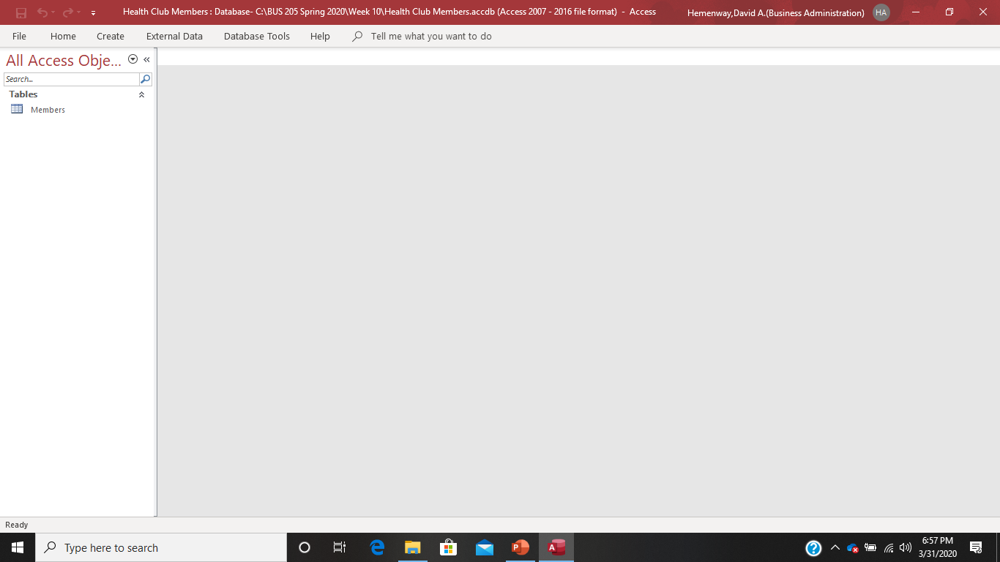 Health Club Members : Database- C:\BUS 205 Spring 2020\Week 10\Health Club Members.accdb (Access 2007 - 2016 file format) - Access
Hemenway,David A.(Business Administration) HA
File Home Create External Data Database Tools Help Tell me what you want to do
All Access Obje...
Search...
Tables
Members
Ready
Type here to search
P
A
6:57 PM
3/31/2020